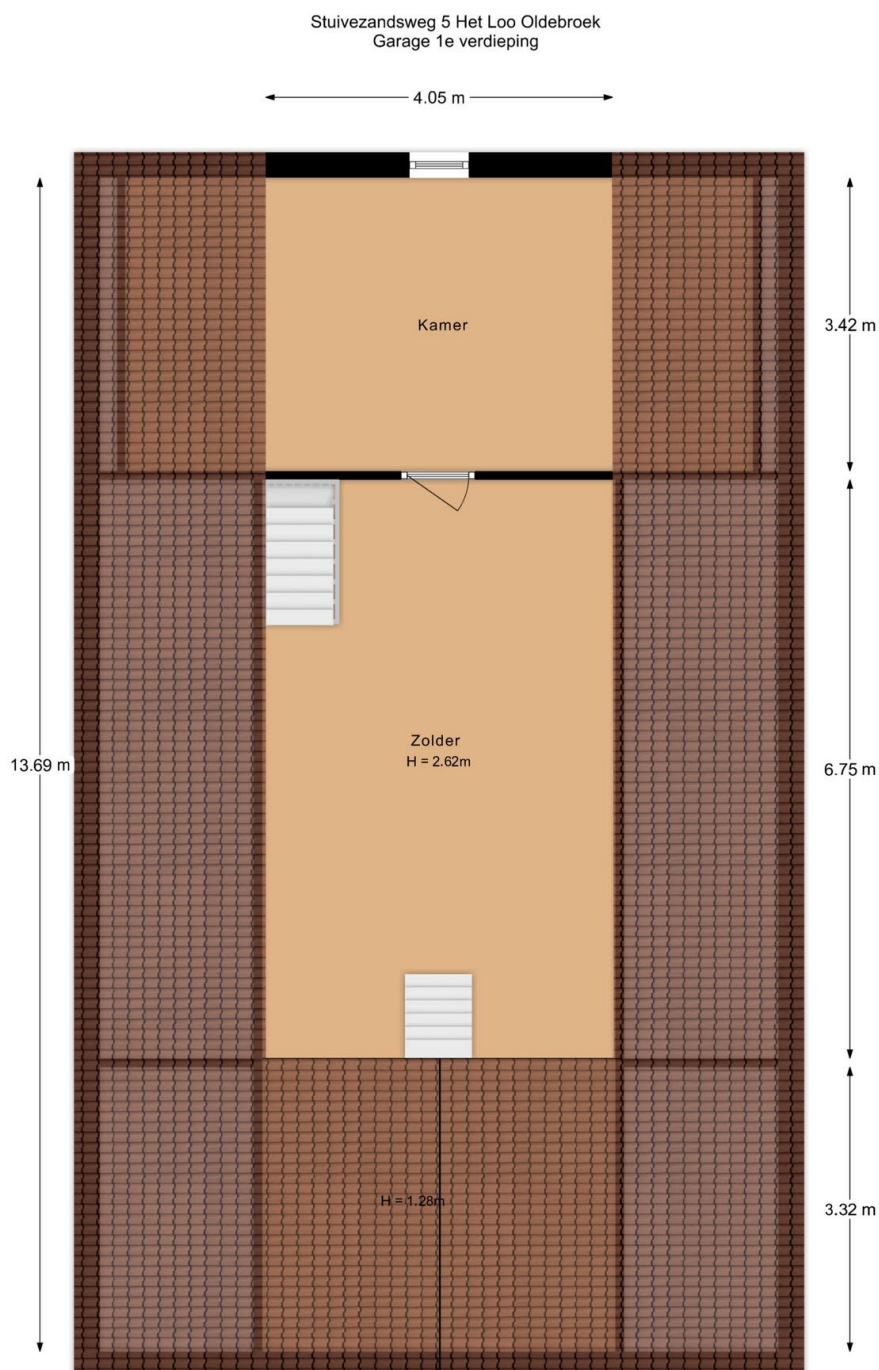 Stuivezandsweg 5 Het Loo Oldebroek
Garage 1e verdieping
4.05 m
Kamer
3.42 m
Zolder
H = 2.62m
13.69 m
6.75 m
H = 1.28m
3.32 m